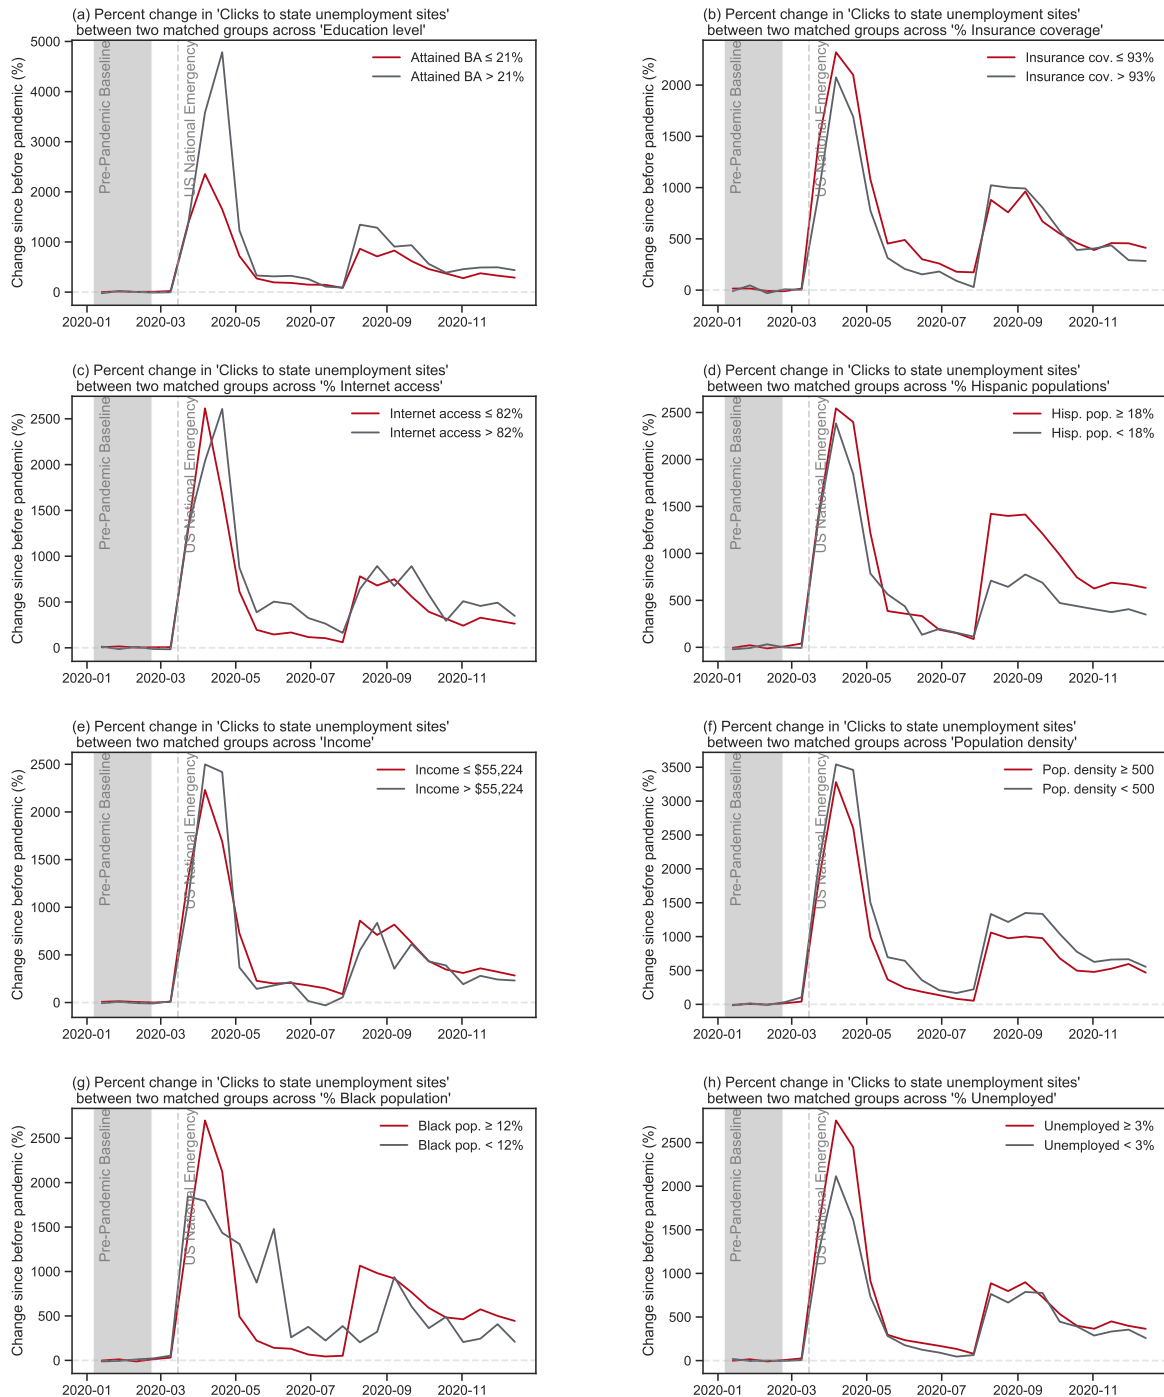 (a) Percent change in 'Clicks to state unemployment sites'
between two matched groups across 'Education level'
Change since before pandemic (%)
5000
4000
3000
2000
1000
0
Pre-Pandemic Baseline
US National Emergency
Attained BA ≤ 21%
Attained BA > 21%
2020-01 2020-03 2020-05 2020-07 2020-09 2020-11
(b) Percent change in 'Clicks to state unemployment sites'
between two matched groups across '% Insurance coverage'
Change since before pandemic (%)
2000
1500
1000
500
0
Pre-Pandemic Baseline
US National Emergency
Insurance cov. ≤ 93%
Insurance cov. > 93%
2020-01 2020-03 2020-05 2020-07 2020-09 2020-11
(c) Percent change in 'Clicks to state unemployment sites'
between two matched groups across '% Internet access'
Change since before pandemic (%)
2500
2000
1500
1000
500
0
Pre-Pandemic Baseline
US National Emergency
Internet access ≤ 82%
Internet access > 82%
2020-01 2020-03 2020-05 2020-07 2020-09 2020-11
(d) Percent change in 'Clicks to state unemployment sites'
between two matched groups across '% Hispanic populations'
Change since before pandemic (%)
2500
2000
1500
1000
500
0
Pre-Pandemic Baseline
US National Emergency
Hisp. pop. ≥ 18%
Hisp. pop. < 18%
2020-01 2020-03 2020-05 2020-07 2020-09 2020-11
(e) Percent change in 'Clicks to state unemployment sites'
between two matched groups across 'Income'
Change since before pandemic (%)
2500
2000
1500
1000
500
0
Pre-Pandemic Baseline
US National Emergency
Income ≤ $55,224
Income > $55,224
2020-01 2020-03 2020-05 2020-07 2020-09 2020-11
(f) Percent change in 'Clicks to state unemployment sites'
between two matched groups across 'Population density'
Change since before pandemic (%)
3500
3000
2500
2000
1500
1000
500
0
Pre-Pandemic Baseline
US National Emergency
Pop. density ≥ 500
Pop. density < 500
2020-01 2020-03 2020-05 2020-07 2020-09 2020-11
(g) Percent change in 'Clicks to state unemployment sites'
between two matched groups across '% Black population'
Change since before pandemic (%)
2500
2000
1500
1000
500
0
Pre-Pandemic Baseline
US National Emergency
Black pop. ≥ 12%
Black pop. < 12%
2020-01 2020-03 2020-05 2020-07 2020-09 2020-11
(h) Percent change in 'Clicks to state unemployment sites'
between two matched groups across '% Unemployed'
Change since before pandemic (%)
2500
2000
1500
1000
500
0
Pre-Pandemic Baseline
US National Emergency
Unemployed ≥ 3%
Unemployed < 3%
2020-01 2020-03 2020-05 2020-07 2020-09 2020-11